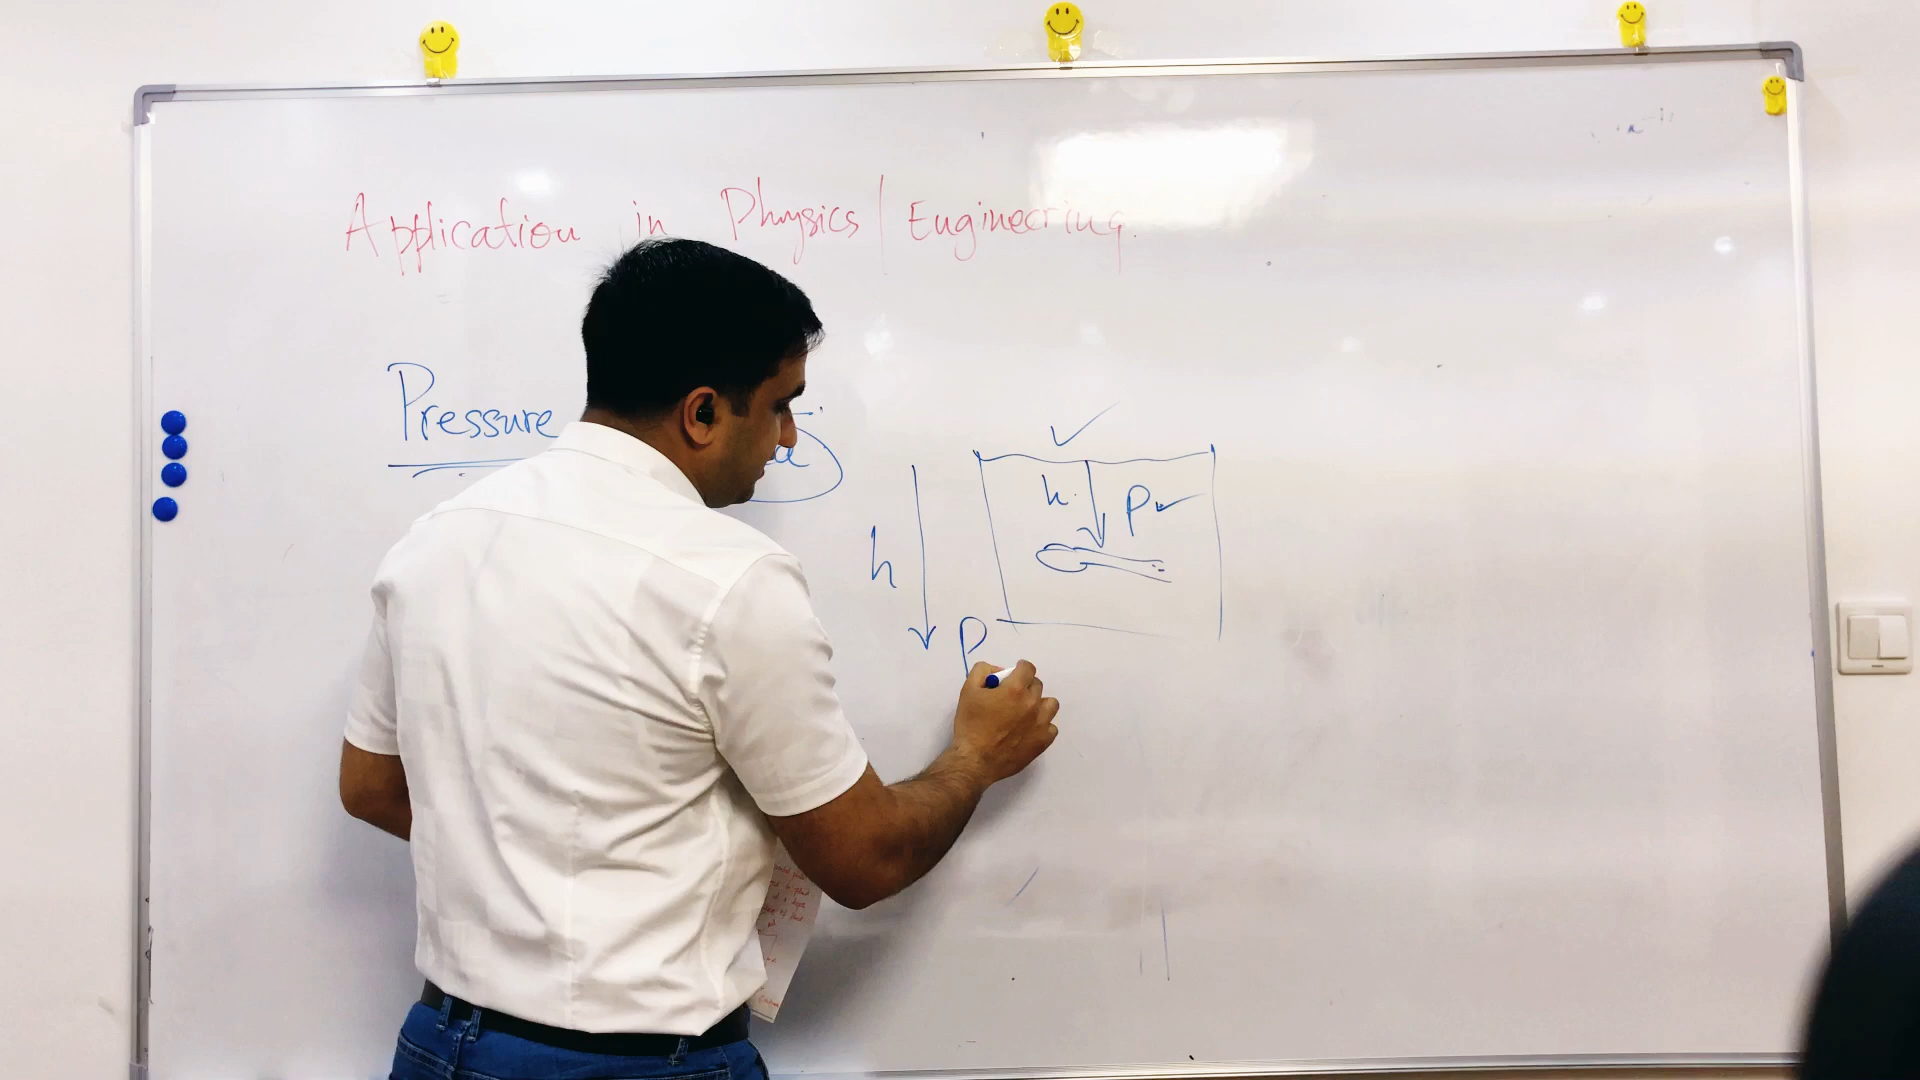 Application in Physics | Engineering.
Pressure
h
h. P
P